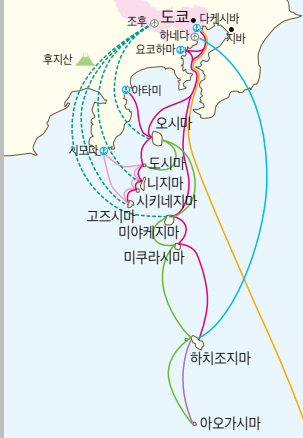 조후
도쿄
다케시바
하네다
지바
요코하마
후지산
아타미
오시마
시모다
도시마
니지마
시키네지마
고즈시마
미야케지마
미쿠라시마
하치조지마
아오가시마